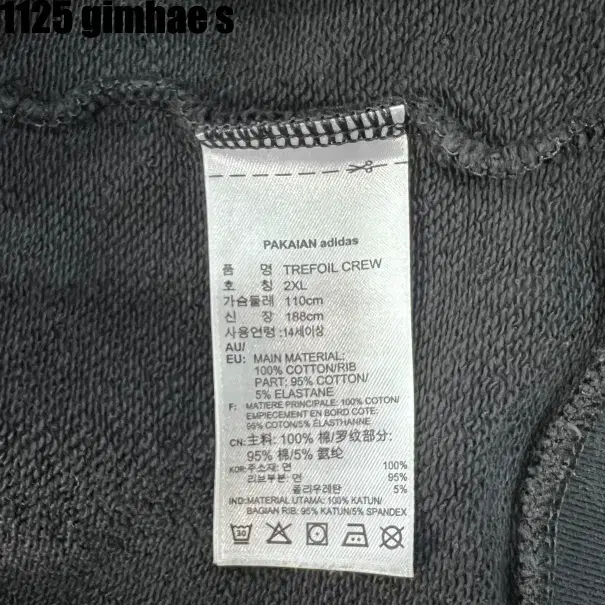 1125 gimhae s
PAKAIAN adidas
품 명 TREFOIL CREW
호 칭 2XL
가슴둘레 110cm
신 장 188cm
사용연령:14세이상
AU/
EU: MAIN MATERIAL:
100% COTTON/RIB
PART: 95% COTTON/
5% ELASTANE
F: MATIERE PRINCIPALE: 100% COTON/
EMPIECEMENT EN BORD COTE:
95% COTON/5% ELASTHANNE
CN: 主料: 100% 棉/罗纹部分:
95% 棉/5% 氨纶
KOR:주소재: 면 100%
리브부분: 면 95%
폴리우레탄 5%
IND:MATERIAL UTAMA: 100% KATUN/
BAGIAN RIB: 95% KATUN/5% SPANDEX
30